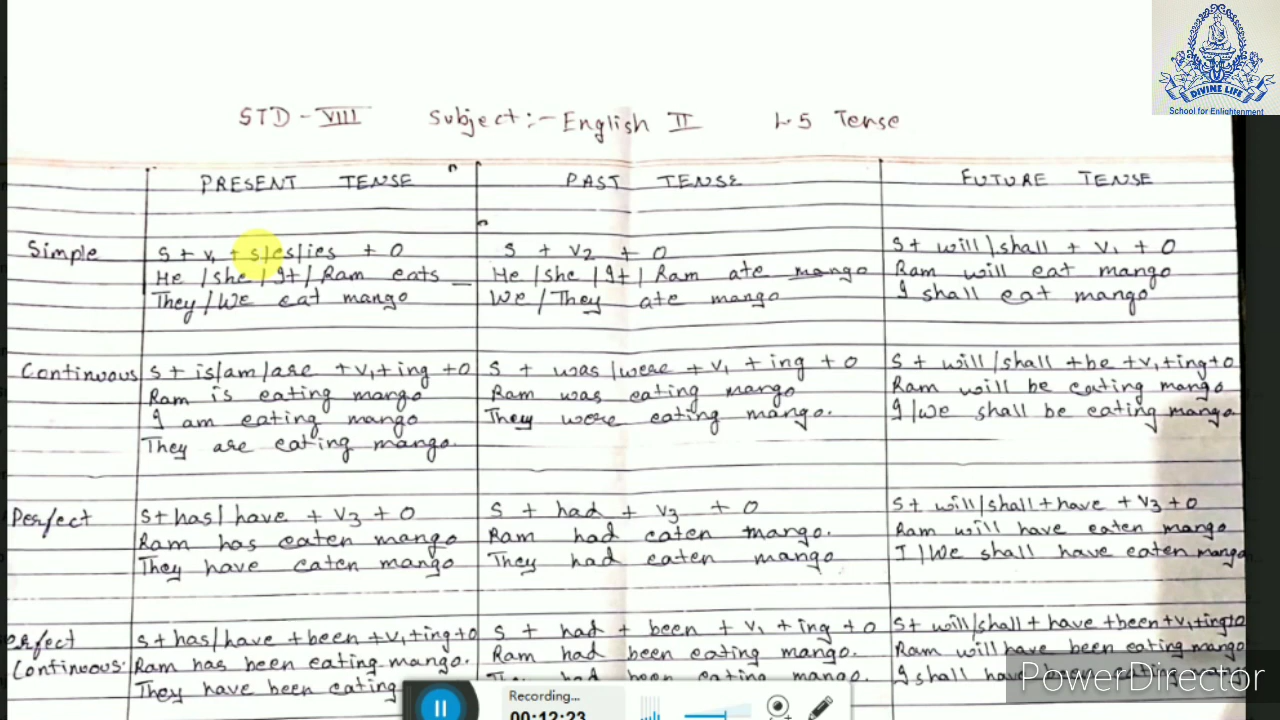 DIVINE LIFE
School for Enlightenment
STD - VIII Subject :- English II L-5 Tense
PRESENT TENSE PAST TENSE FUTURE TENSE
Simple S + V1 + s/es/ies + O S + V2 + O S + will/shall + V1 + O
He /she /It/ Ram eats He /she /It/ Ram ate mango Ram will eat mango
They/We eat mango We /They ate mango I shall eat mango
Continuous S + is/am/are + V1+ing +O S + was/were + V1 + ing + O S + will/shall +be +V1+ing+O
Ram is eating mango Ram was eating mango Ram will be eating mango
I am eating mango They were eating mango. I/We shall be eating mango.
They are eating mango.
Perfect S+has/have + V3 + O S + had + V3 + O S+will/shall+have + V3+O
Ram has eaten mango Ram had eaten mango. Ram will have eaten mango
They have eaten mango They had eaten mango I/We shall have eaten mango
erfect S+has/have +been +V1+ing+O S + had + been + V1 + ing + O S+will/shall+have+been+V1+ing+O
Continuous. Ram has been eating mango. Ram had been eating mango. Ram will have been eating mango
They have been eating had been eating mango. I shall have been eating
PowerDirector
Recording...
00:12:23